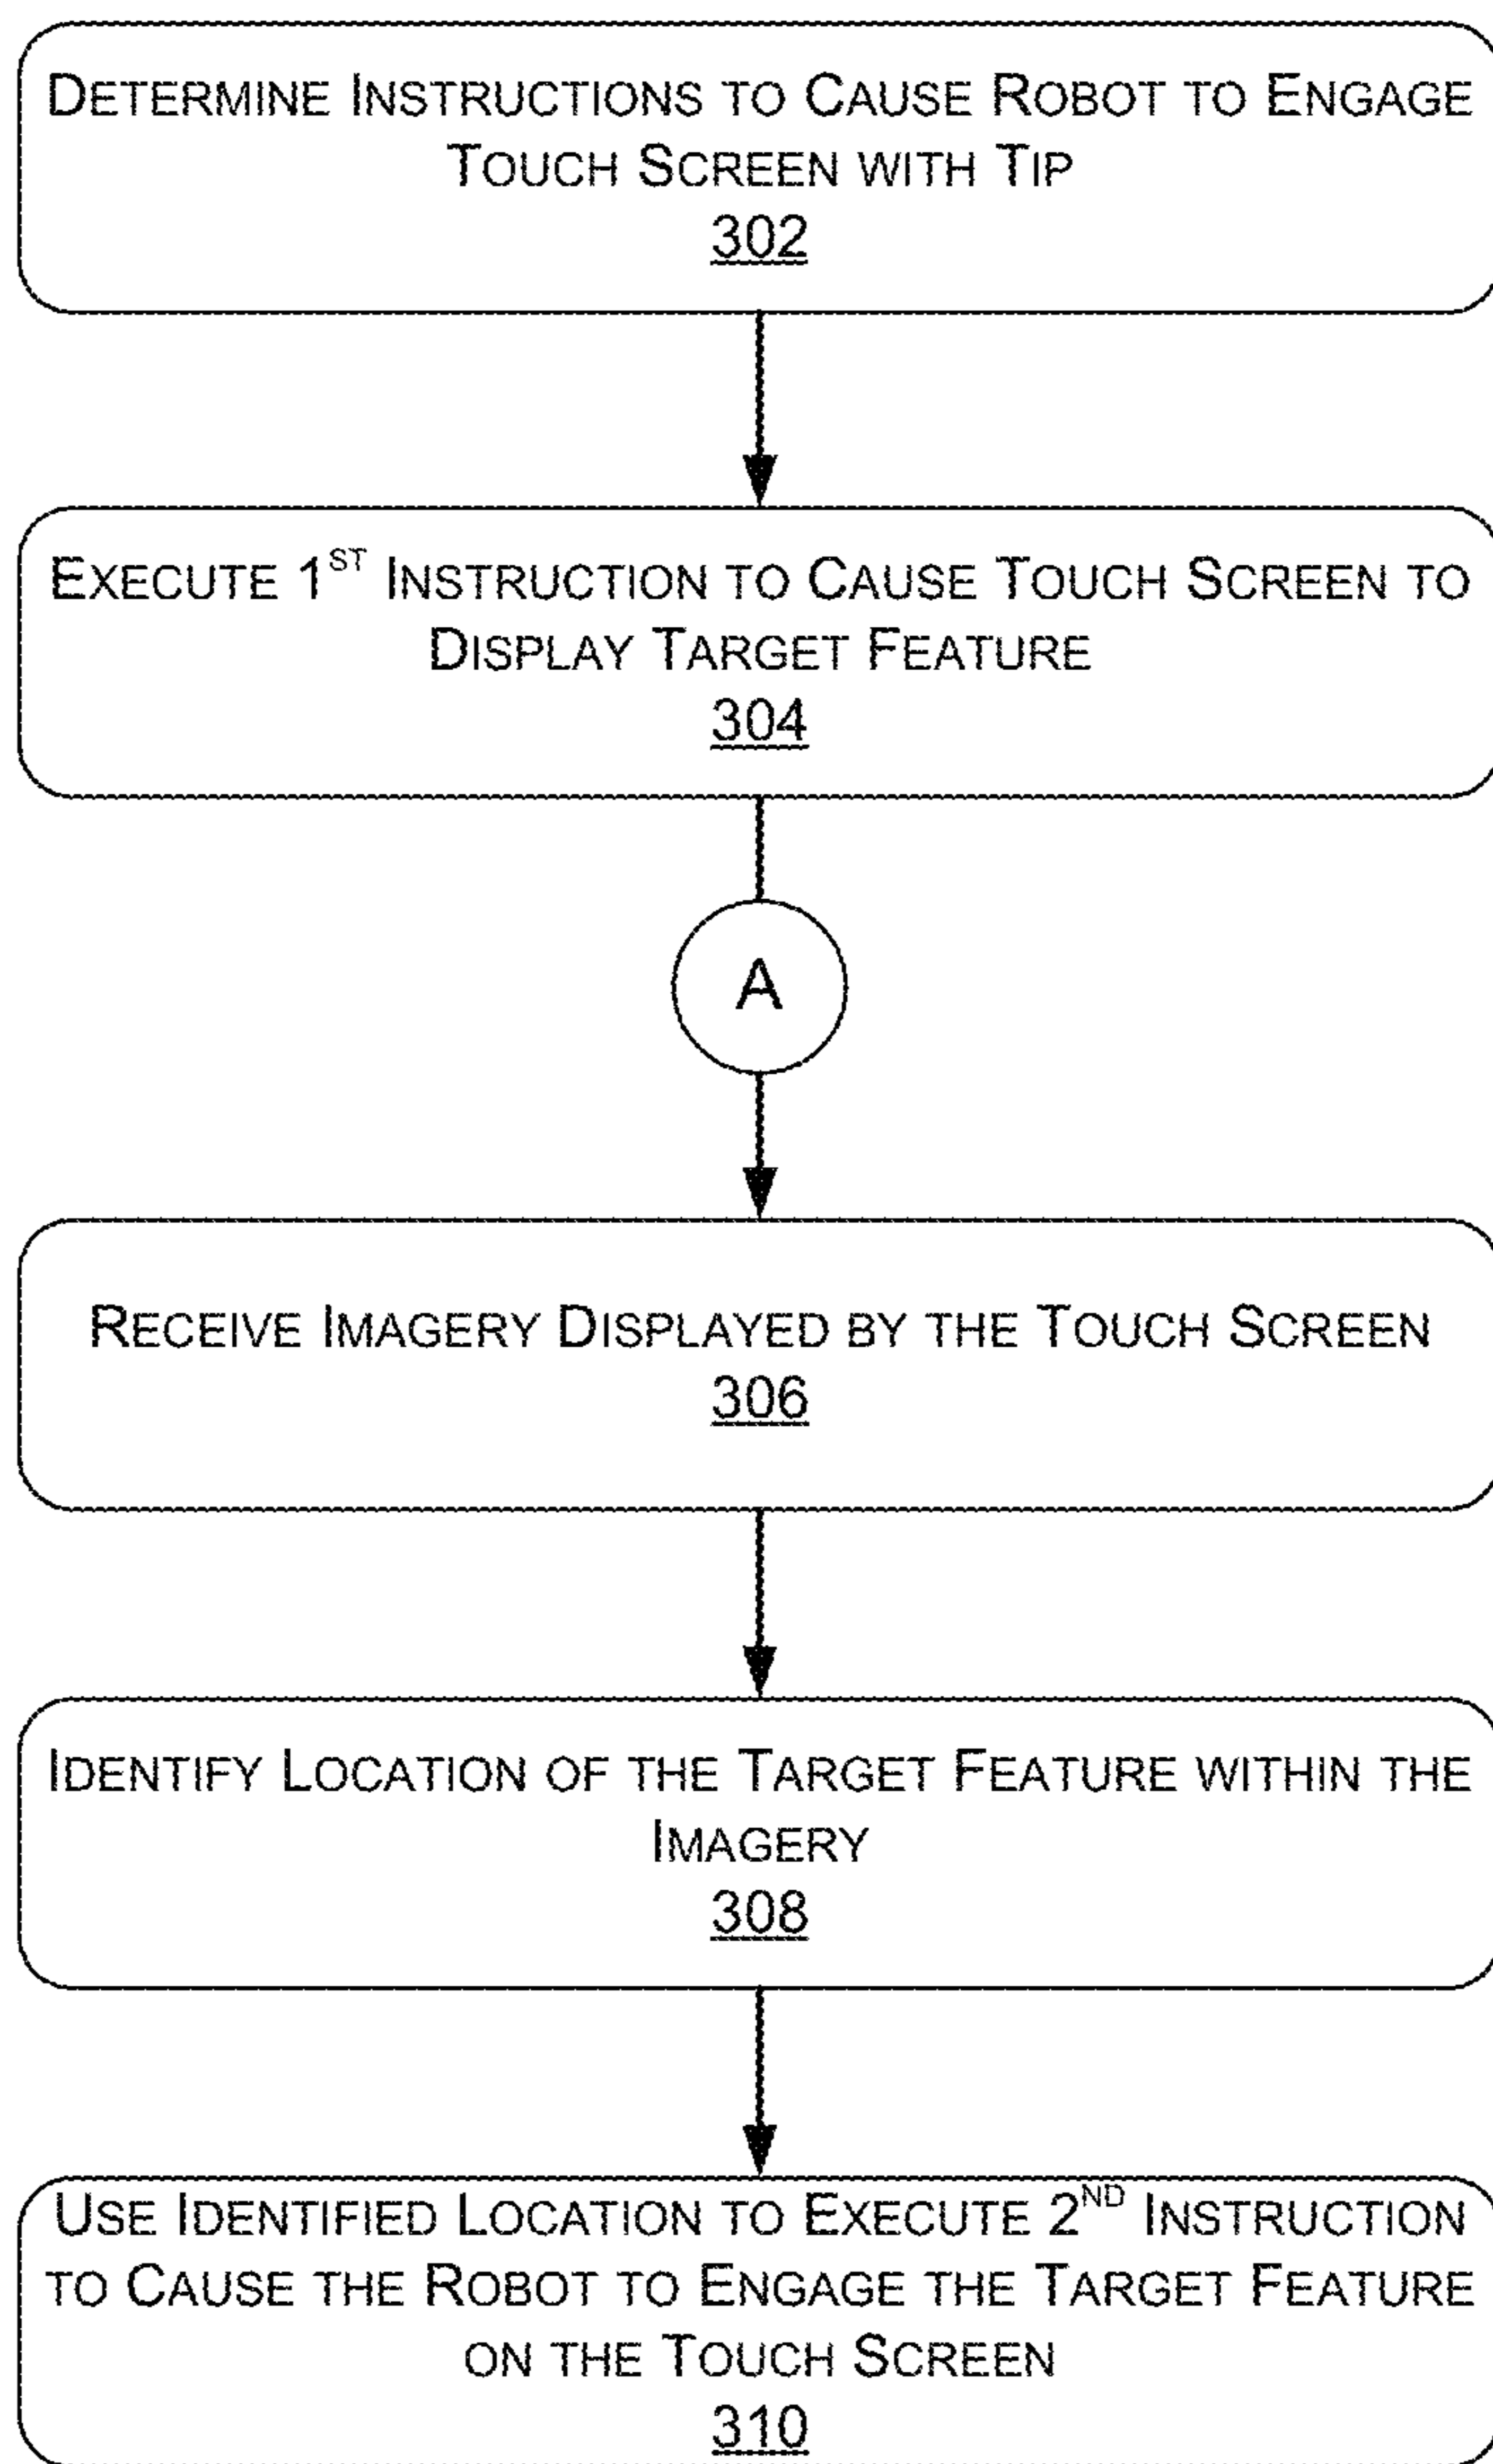 DETERMINE INSTRUCTIONS TO CAUSE ROBOT TO ENGAGE
TOUCH SCREEN WITH TIP
302
EXECUTE 1ST INSTRUCTION TO CAUSE TOUCH SCREEN TO
DISPLAY TARGET FEATURE
304
A
RECEIVE IMAGERY DISPLAYED BY THE TOUCH SCREEN
306
IDENTIFY LOCATION OF THE TARGET FEATURE WITHIN THE
IMAGERY
308
USE IDENTIFIED LOCATION TO EXECUTE 2ND INSTRUCTION
TO CAUSE THE ROBOT TO ENGAGE THE TARGET FEATURE
ON THE TOUCH SCREEN
310